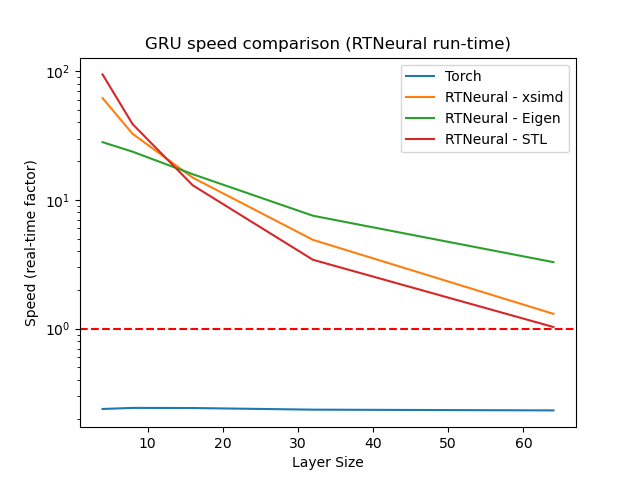 GRU speed comparison (RTNeural run-time)
Torch
RTNeural - xsimd
RTNeural - Eigen
RTNeural - STL
Speed (real-time factor)
10²
10¹
10⁰
10 20 30 40 50 60
Layer Size